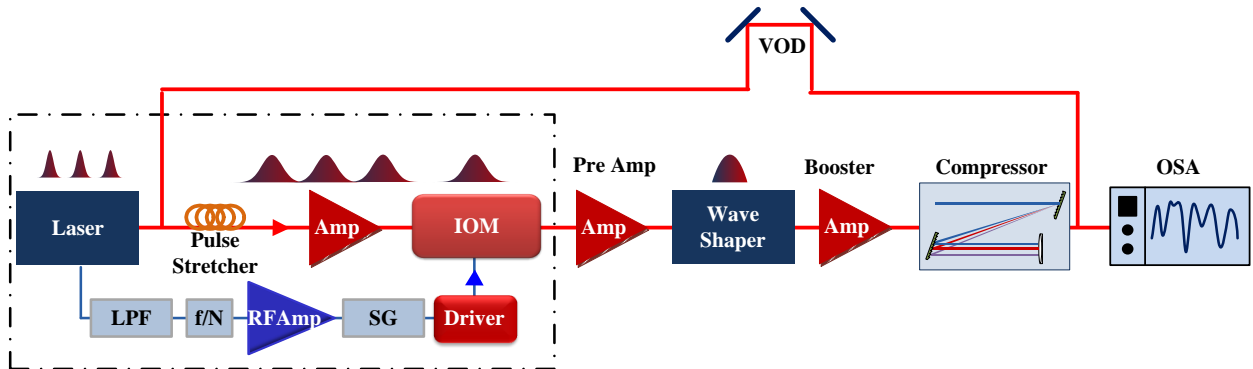 VOD
Pre Amp
Booster
Compressor
OSA
Laser
Pulse
Stretcher
Amp
IOM
Amp
Wave
Shaper
Amp
LPF
f/N
RFAmp
SG
Driver